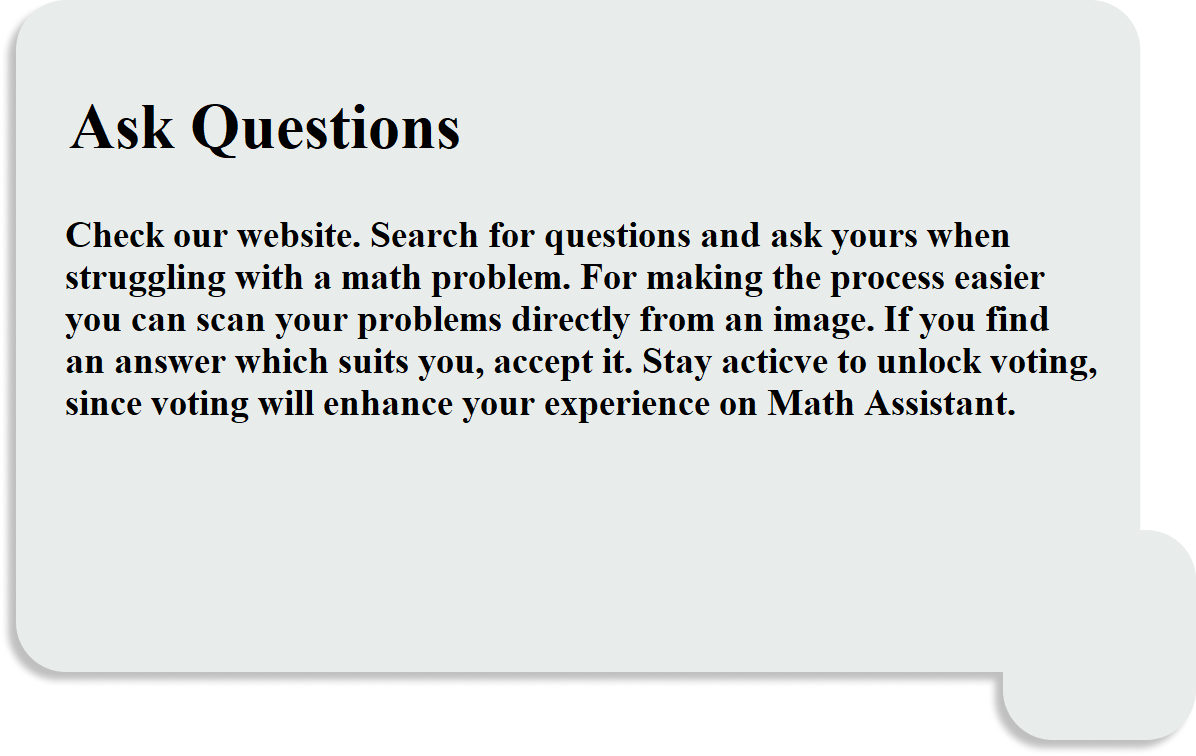 Ask Questions
Check our website. Search for questions and ask yours when
struggling with a math problem. For making the process easier
you can scan your problems directly from an image. If you find
an answer which suits you, accept it. Stay acticve to unlock voting,
since voting will enhance your experience on Math Assistant.